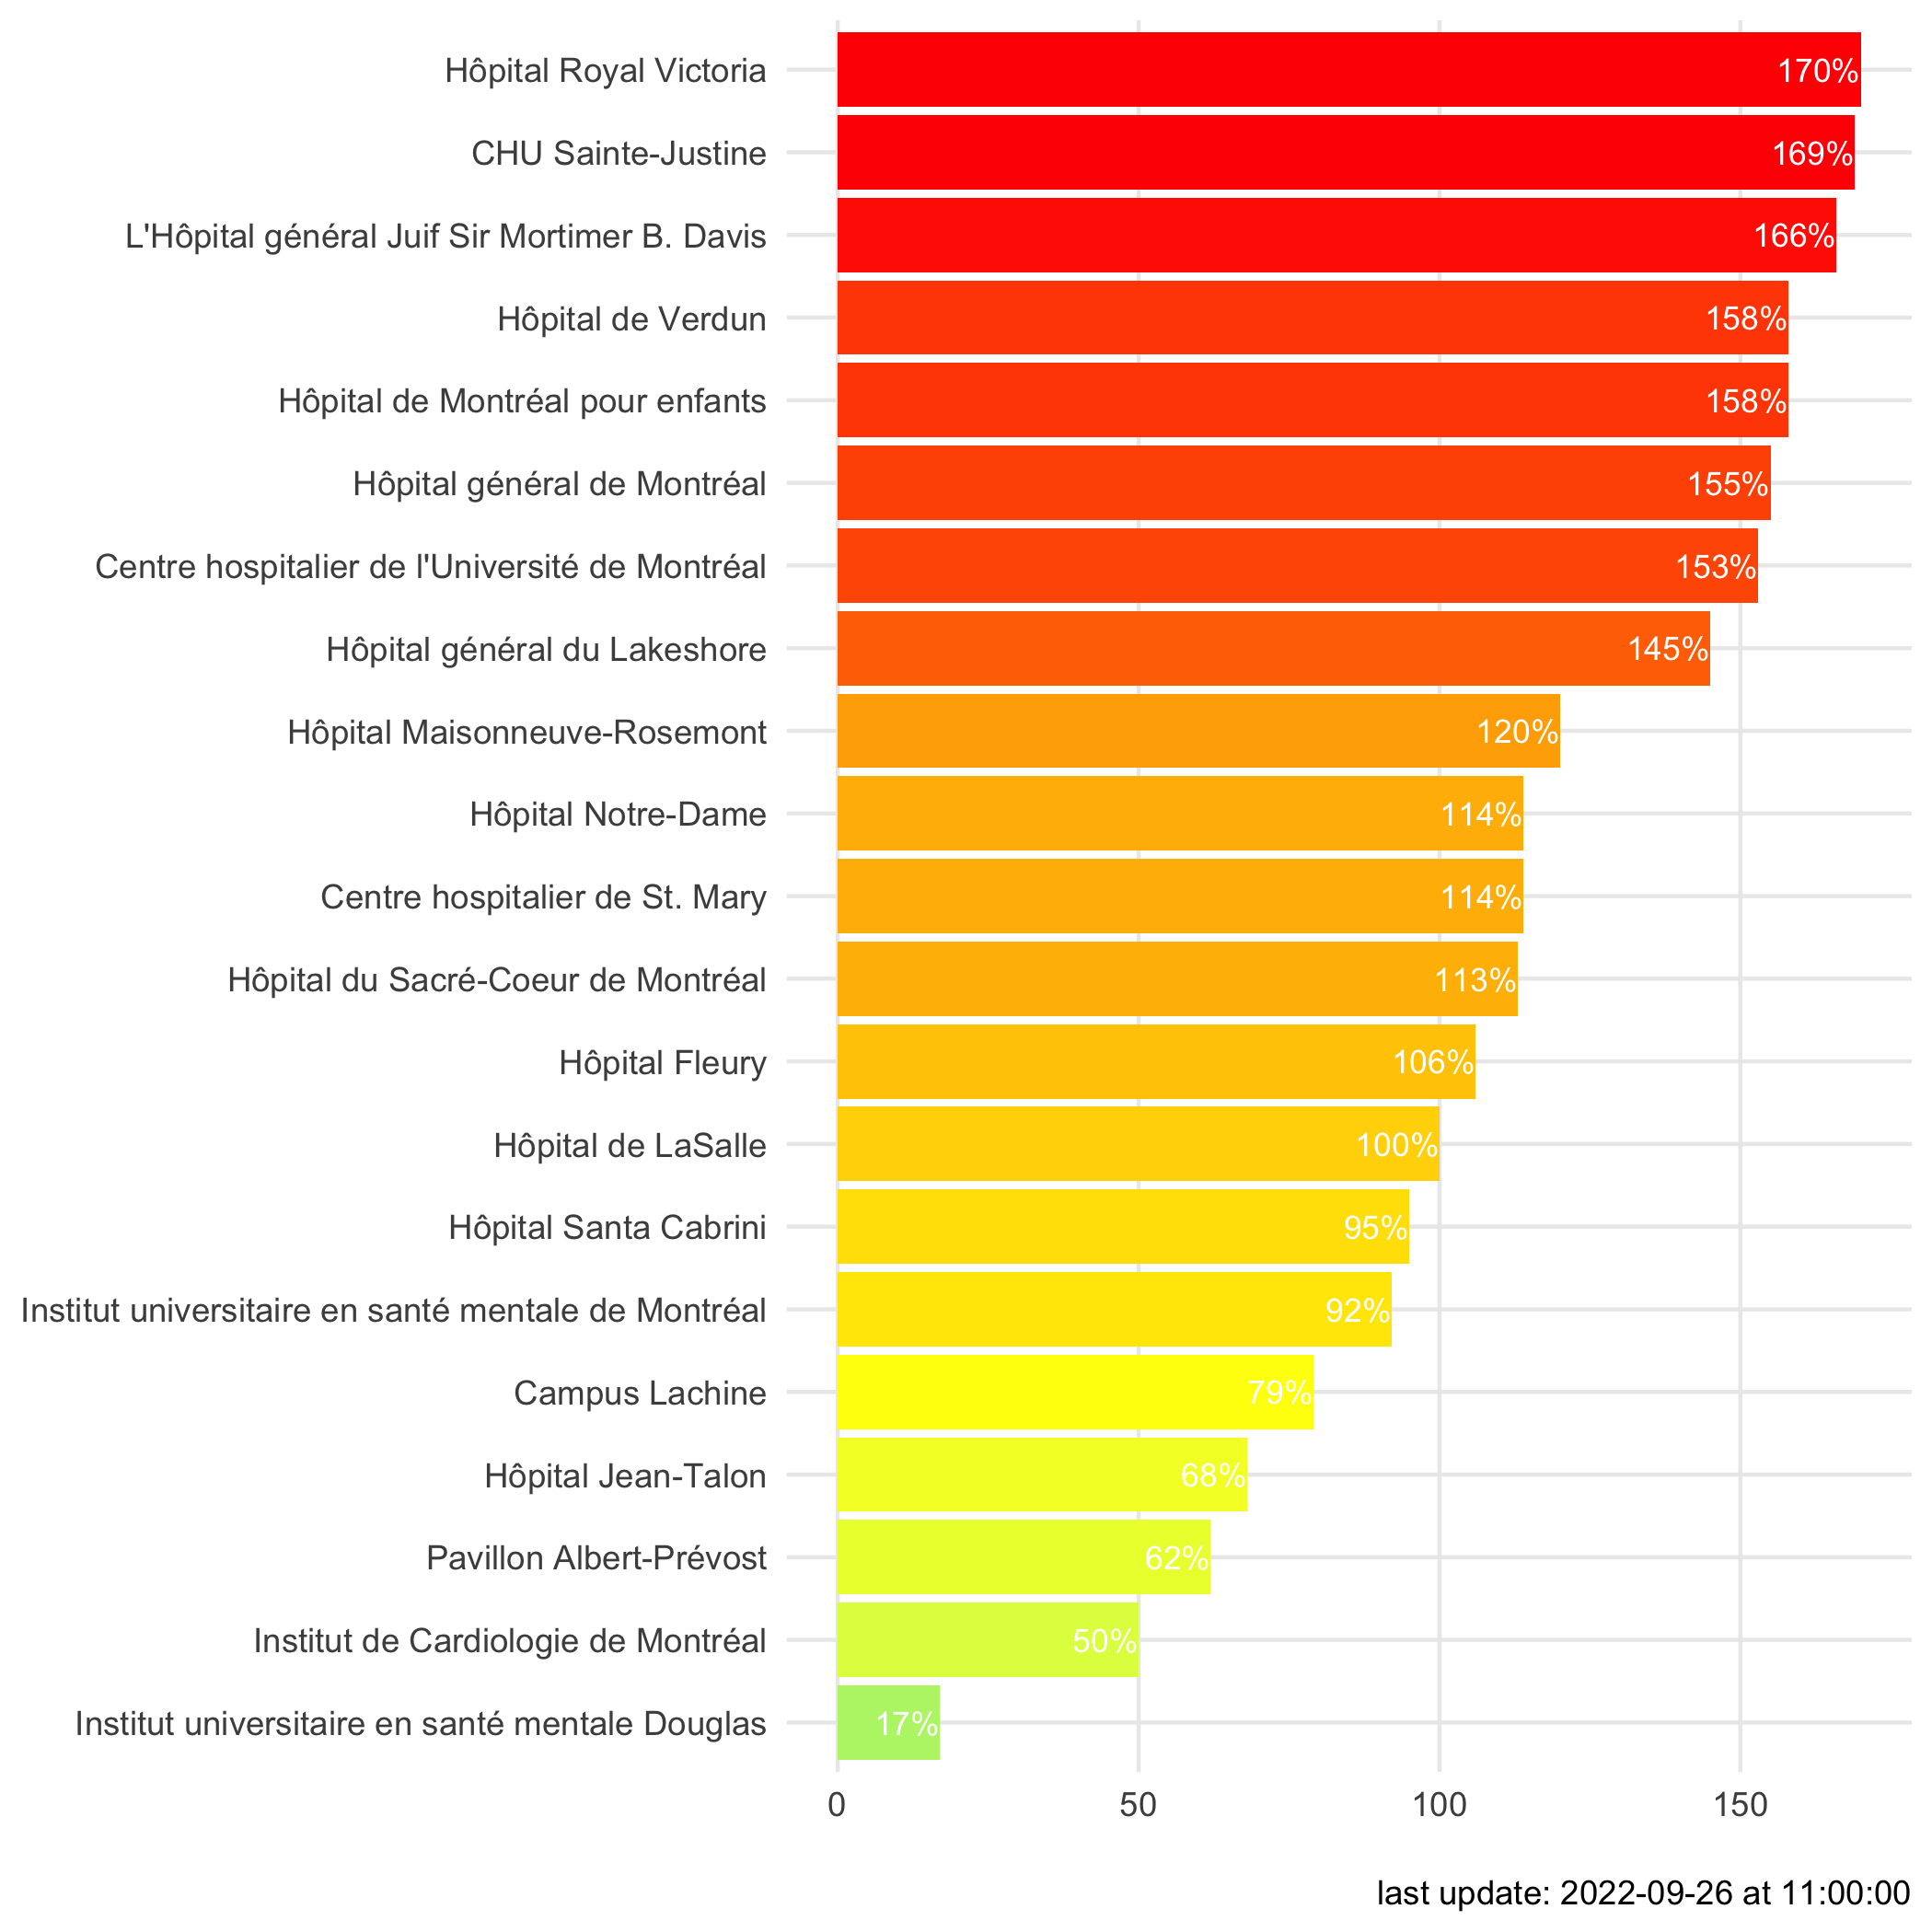 Hôpital Royal Victoria 170%
CHU Sainte-Justine 169%
L'Hôpital général Juif Sir Mortimer B. Davis 166%
Hôpital de Verdun 158%
Hôpital de Montréal pour enfants 158%
Hôpital général de Montréal 155%
Centre hospitalier de l'Université de Montréal 153%
Hôpital général du Lakeshore 145%
Hôpital Maisonneuve-Rosemont 120%
Hôpital Notre-Dame 114%
Centre hospitalier de St. Mary 114%
Hôpital du Sacré-Coeur de Montréal 113%
Hôpital Fleury 106%
Hôpital de LaSalle 100%
Hôpital Santa Cabrini 95%
Institut universitaire en santé mentale de Montréal 92%
Campus Lachine 79%
Hôpital Jean-Talon 68%
Pavillon Albert-Prévost 62%
Institut de Cardiologie de Montréal 50%
Institut universitaire en santé mentale Douglas 17%
0 50 100 150
last update: 2022-09-26 at 11:00:00